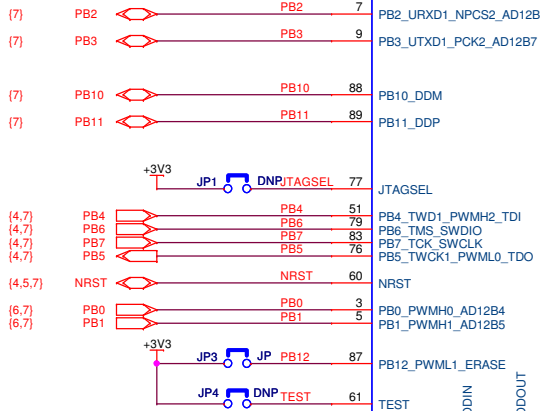 {7} PB2 PB2 7 PB2_URXD1_NPCS2_AD12B
{7} PB3 PB3 9 PB3_UTXD1_PCK2_AD12B7
{7} PB10 PB10 88 PB10_DDM
{7} PB11 PB11 89 PB11_DDP
+3V3
JP1 DNP JTAGSEL 77 JTAGSEL
{4,7} PB4 PB4 51 PB4_TWD1_PWMH2_TDI
{4,7} PB6 PB6 79 PB6_TMS_SWDIO
{4,7} PB7 PB7 83 PB7_TCK_SWCLK
{4,7} PB5 PB5 76 PB5_TWCK1_PWML0_TDO
{4,5,7} NRST NRST 60 NRST
{6,7} PB0 PB0 3 PB0_PWMH0_AD12B4
{6,7} PB1 PB1 5 PB1_PWMH1_AD12B5
+3V3
JP3 JP PB12 87 PB12_PWML1_ERASE
JP4 DNP TEST 61 TEST
DDIN
DDOUT